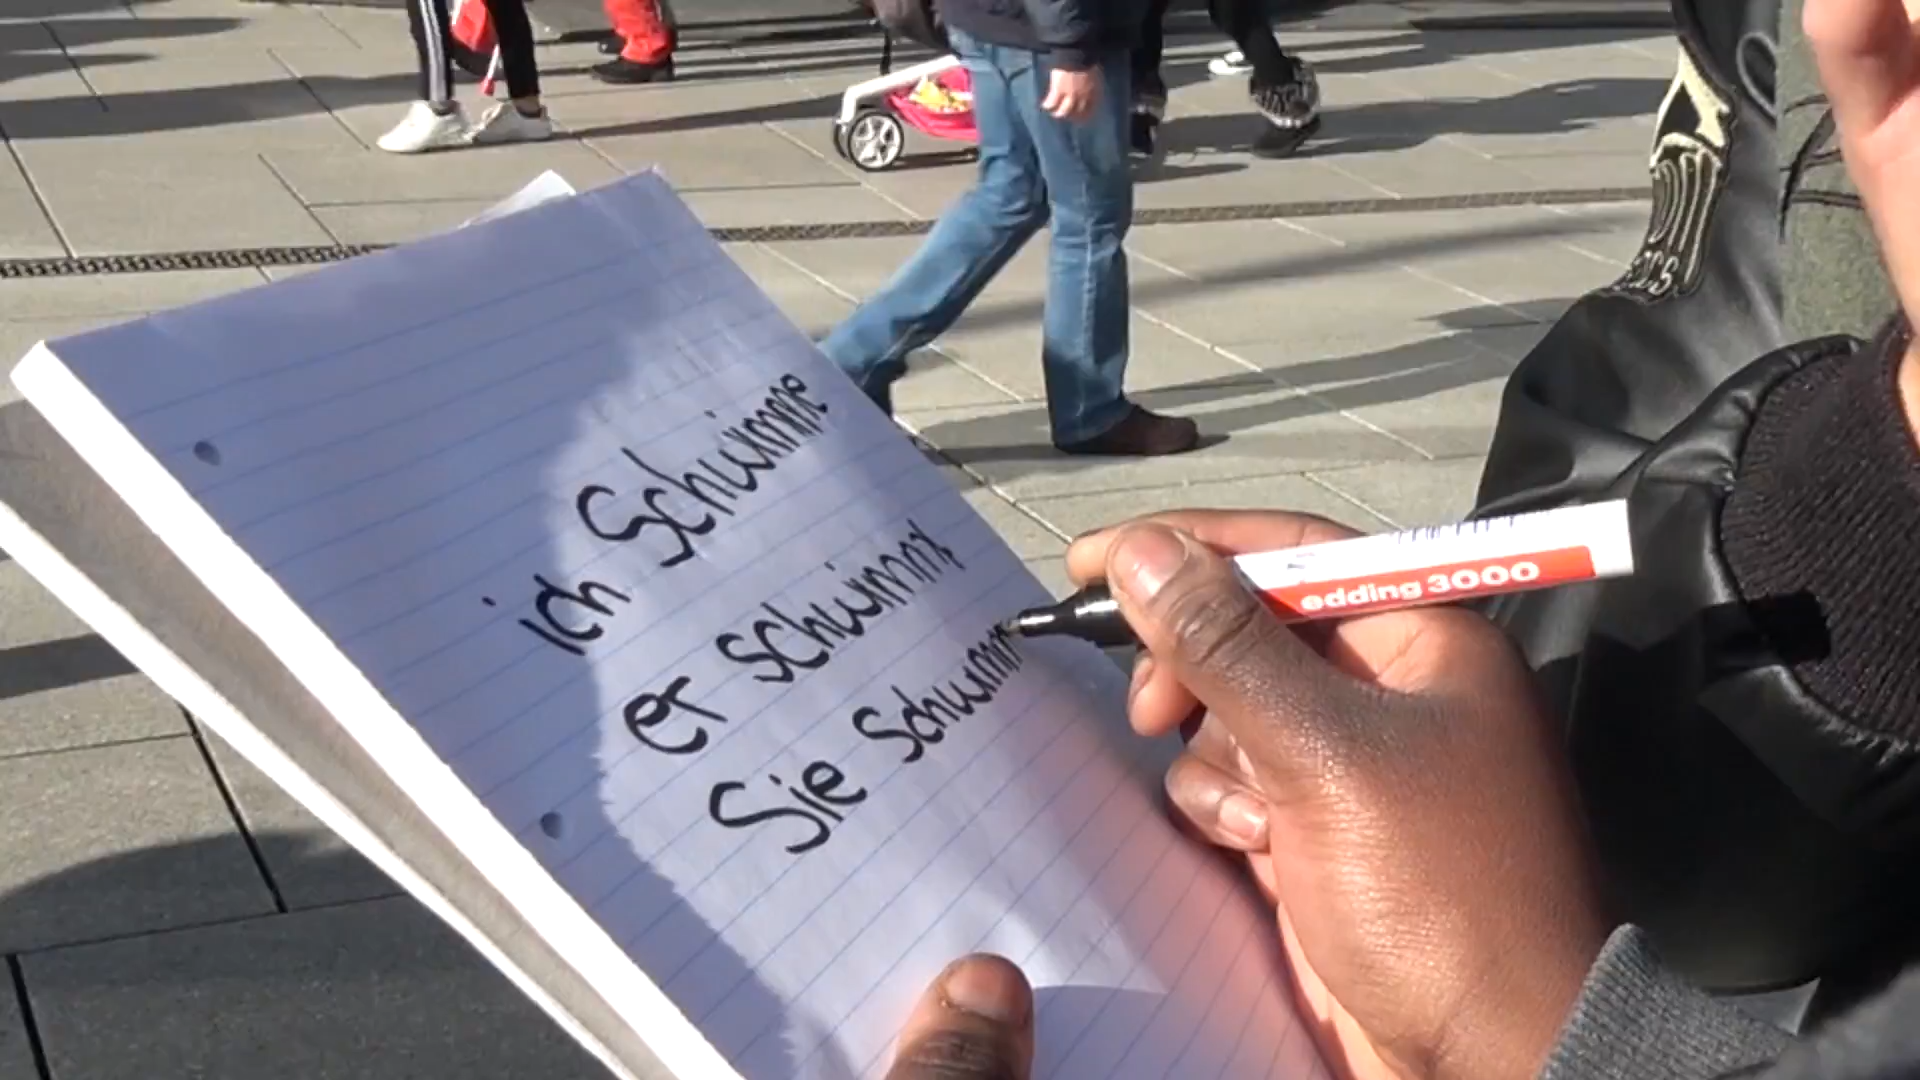 ich Schwimme
er schwimmt
Sie Schwimm
edding 3000